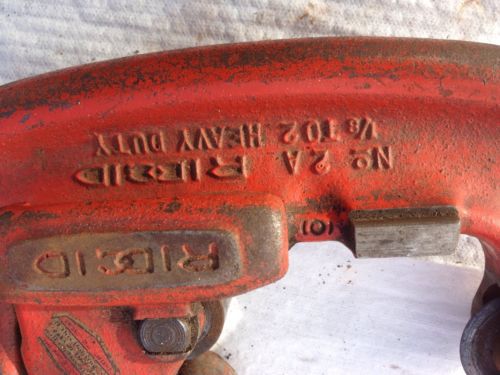 RIDGID
No 2A
1/8 TO 2 HEAVY DUTY
RIDGID
(O)